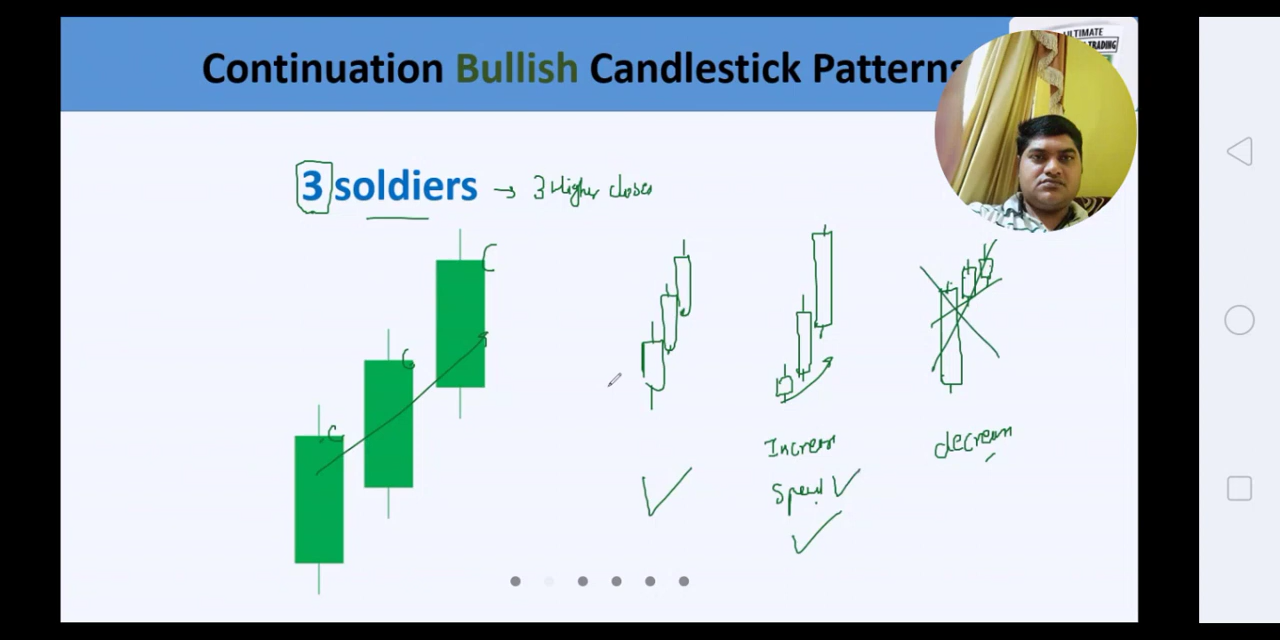 ULTIMATE
TRADING
Continuation Bullish Candlestick Patterns
3 soldiers → 3 Higher closes
C
C
C
Increase
Speed
decrease